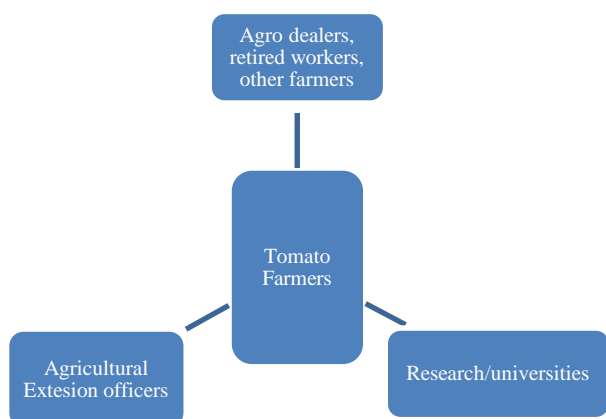 Agro dealers,
retired workers,
other farmers
Tomato
Farmers
Agricultural
Extesion officers
Research/universities